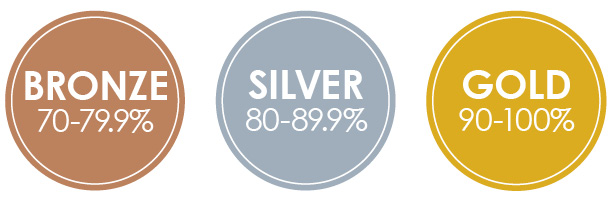 BRONZE
70-79.9%
SILVER
80-89.9%
GOLD
90-100%